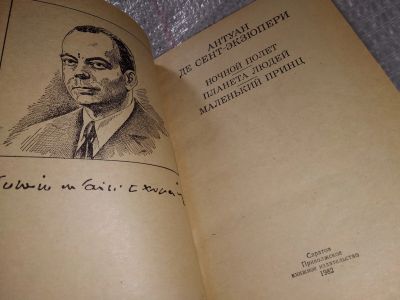 АНТУАН
ДЕ СЕНТ-ЭКЗЮПЕРИ
НОЧНОЙ ПОЛЕТ
ПЛАНЕТА ЛЮДЕЙ
МАЛЕНЬКИЙ ПРИНЦ
Саратов
Приволжское
книжное издательство
1982